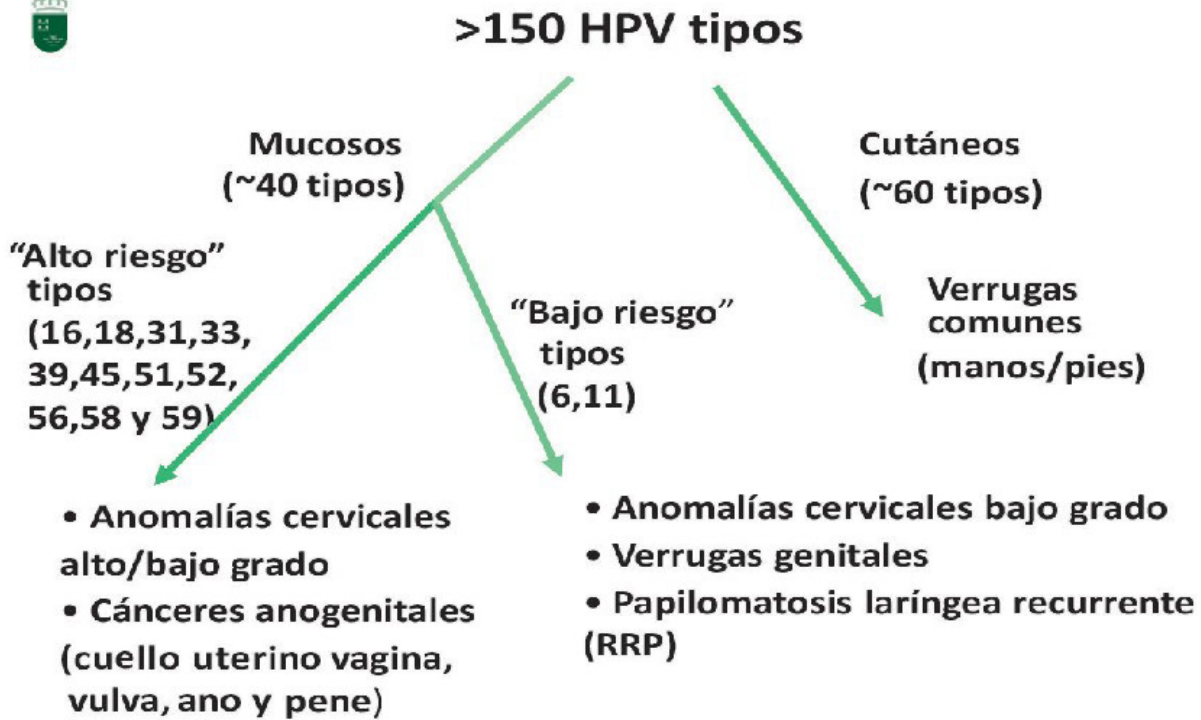 >150 HPV tipos
Mucosos
(~40 tipos)
Cutáneos
(~60 tipos)
“Alto riesgo”
tipos
(16,18,31,33,
39,45,51,52,
56,58 y 59)
“Bajo riesgo”
tipos
(6,11)
Verrugas
comunes
(manos/pies)
• Anomalías cervicales
alto/bajo grado
• Cánceres anogenitales
(cuello uterino vagina,
vulva, ano y pene)
• Anomalías cervicales bajo grado
• Verrugas genitales
• Papilomatosis laríngea recurrente
(RRP)